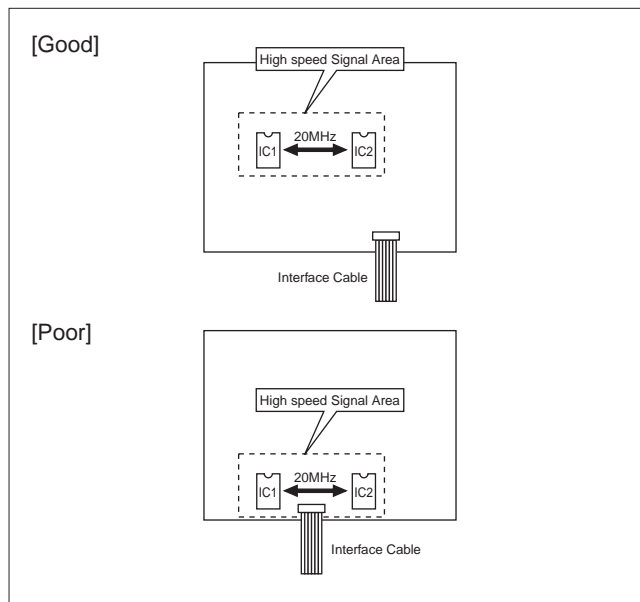 [Good]
High speed Signal Area
20MHz
IC1
IC2
Interface Cable
[Poor]
High speed Signal Area
20MHz
IC1
IC2
Interface Cable